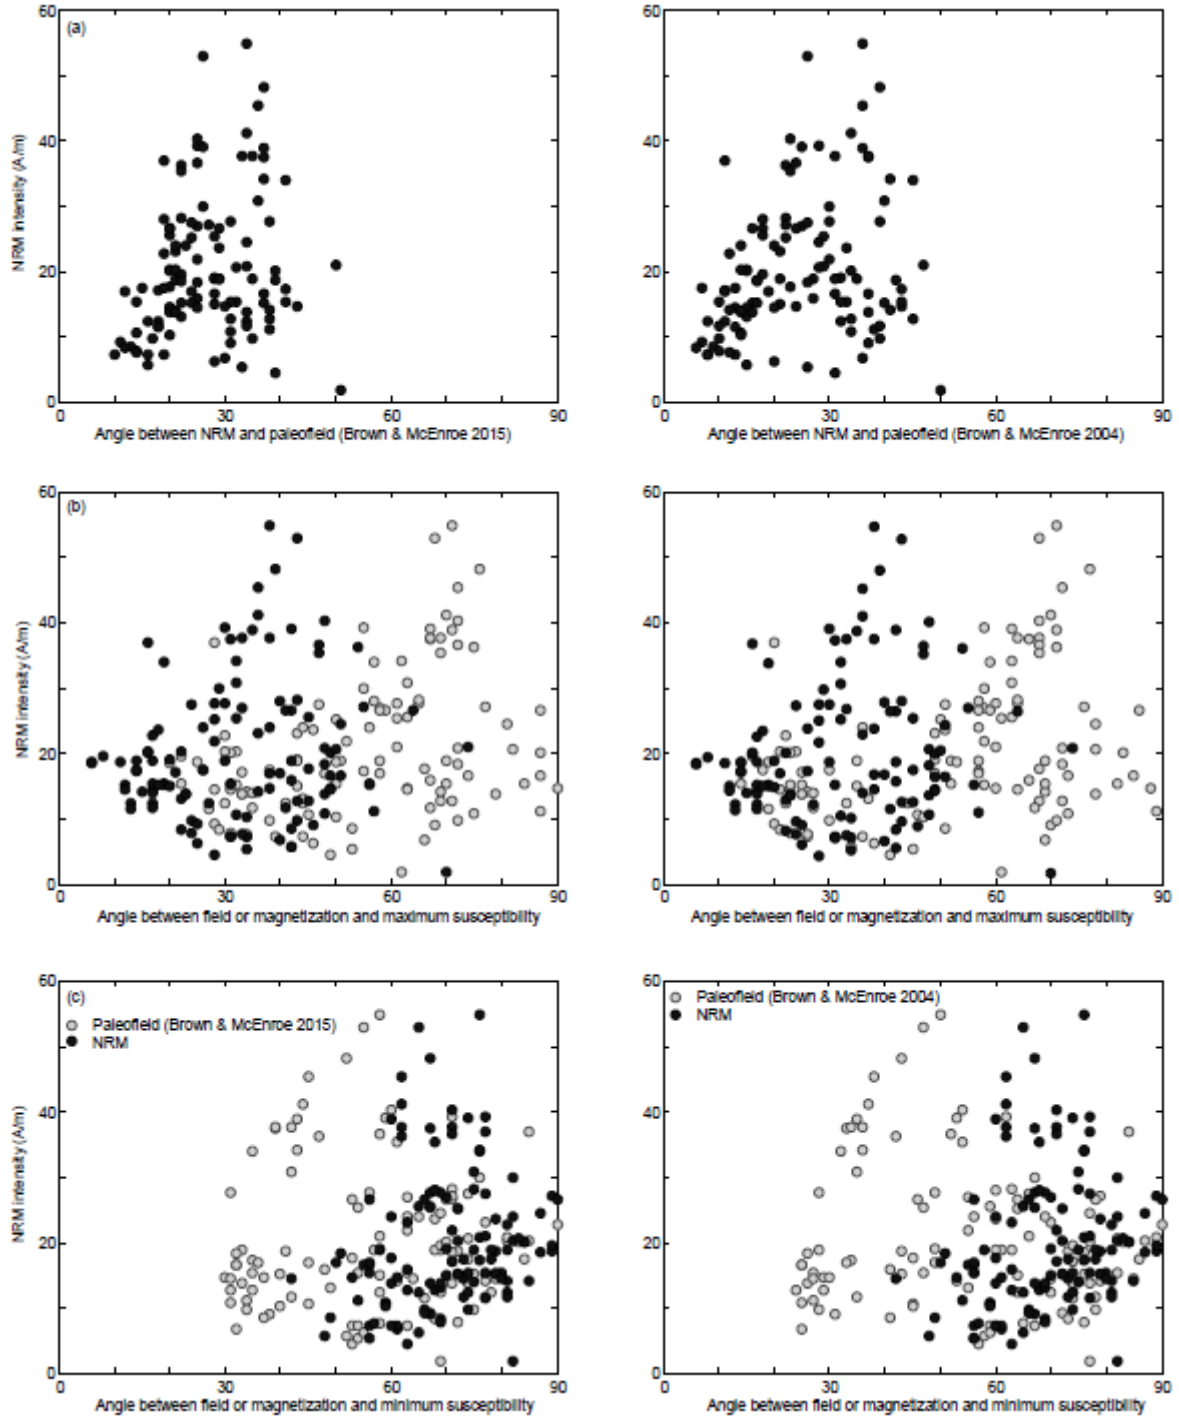 60
(a)
40
20
0
NRM intensity (A/m)
0 30 60 90
Angle between NRM and paleofield (Brown & McEnroe 2015)
60
40
20
0
0 30 60 90
Angle between NRM and paleofield (Brown & McEnroe 2004)
60
(b)
40
20
0
NRM intensity (A/m)
0 30 60 90
Angle between field or magnetization and maximum susceptibility
60
40
20
0
0 30 60 90
Angle between field or magnetization and maximum susceptibility
60
(c)
Paleofield (Brown & McEnroe 2015)
NRM
40
20
0
NRM intensity (A/m)
0 30 60 90
Angle between field or magnetization and minimum susceptibility
60
Paleofield (Brown & McEnroe 2004)
NRM
40
20
0
0 30 60 90
Angle between field or magnetization and minimum susceptibility